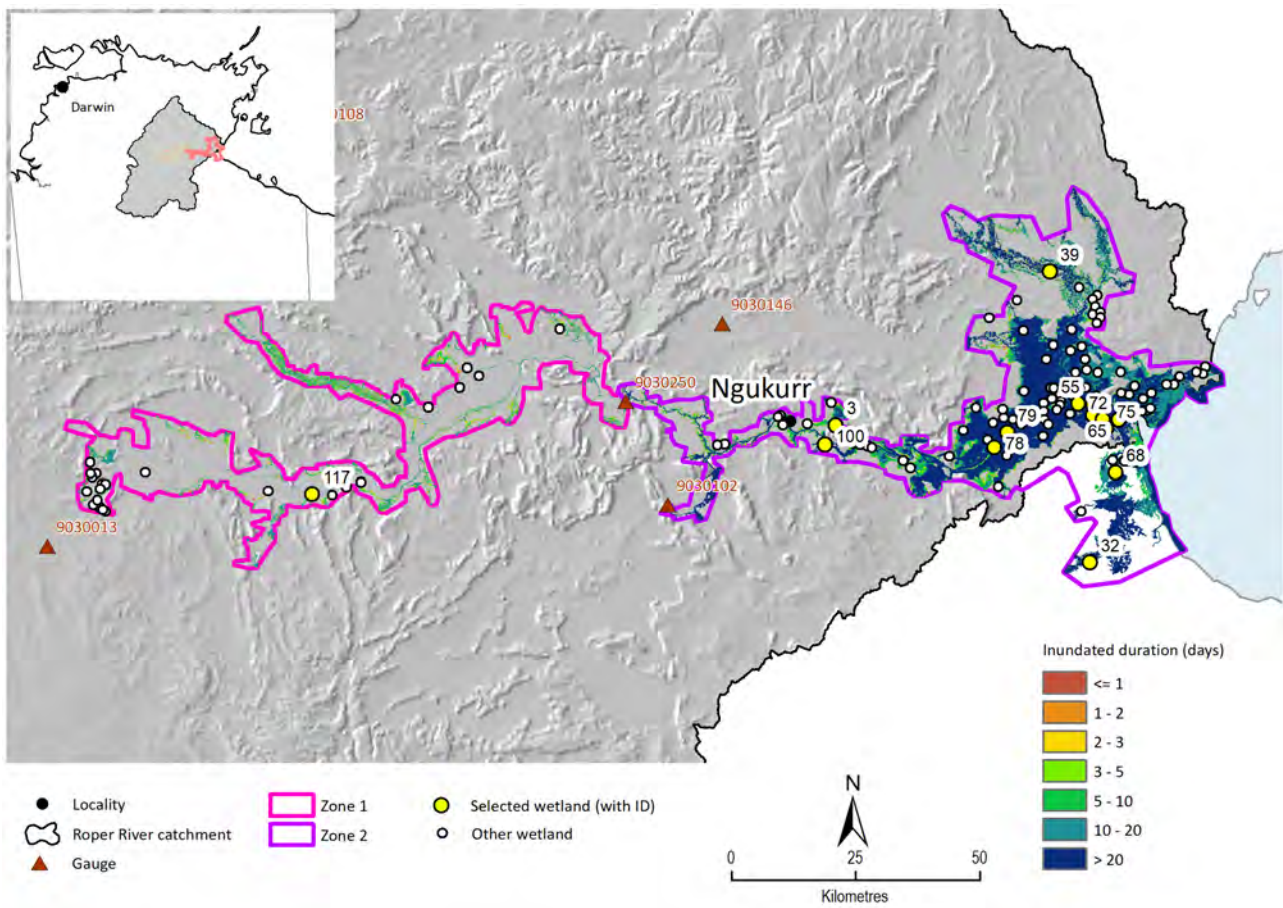 Darwin
0108
9030146
9030250
Ngukurr
9030102
9030013
39
3
100
55
72
75
79
78
65
68
32
117
Inundated duration (days)
<= 1
1 - 2
2 - 3
3 - 5
5 - 10
10 - 20
> 20
Locality
Roper River catchment
Gauge
Zone 1
Zone 2
Selected wetland (with ID)
Other wetland
N
0 25 50
Kilometres